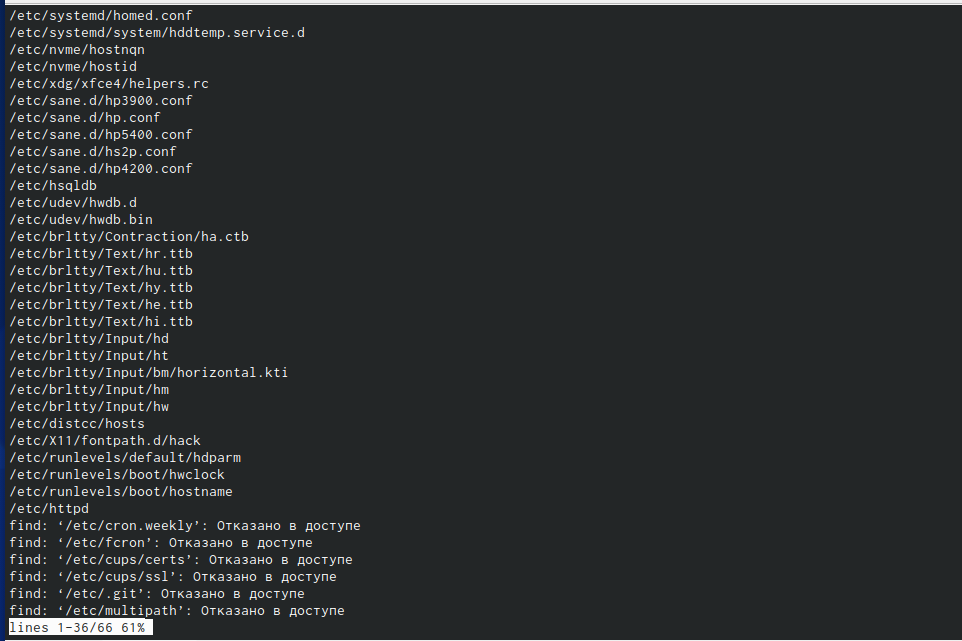 /etc/systemd/homed.conf
/etc/systemd/system/hddtemp.service.d
/etc/nvme/hostnqn
/etc/nvme/hostid
/etc/xdg/xfce4/helpers.rc
/etc/sane.d/hp3900.conf
/etc/sane.d/hp.conf
/etc/sane.d/hp5400.conf
/etc/sane.d/hs2p.conf
/etc/sane.d/hp4200.conf
/etc/hsqldb
/etc/udev/hwdb.d
/etc/udev/hwdb.bin
/etc/brltty/Contraction/ha.ctb
/etc/brltty/Text/hr.ttb
/etc/brltty/Text/hu.ttb
/etc/brltty/Text/hy.ttb
/etc/brltty/Text/he.ttb
/etc/brltty/Text/hi.ttb
/etc/brltty/Input/hd
/etc/brltty/Input/ht
/etc/brltty/Input/bm/horizontal.kti
/etc/brltty/Input/hm
/etc/brltty/Input/hw
/etc/distcc/hosts
/etc/X11/fontpath.d/hack
/etc/runlevels/default/hdparm
/etc/runlevels/boot/hwclock
/etc/runlevels/boot/hostname
/etc/httpd
find: ‘/etc/cron.weekly’: Отказано в доступе
find: ‘/etc/fcron’: Отказано в доступе
find: ‘/etc/cups/certs’: Отказано в доступе
find: ‘/etc/cups/ssl’: Отказано в доступе
find: ‘/etc/.git’: Отказано в доступе
find: ‘/etc/multipath’: Отказано в доступе
lines 1-36/66 61%